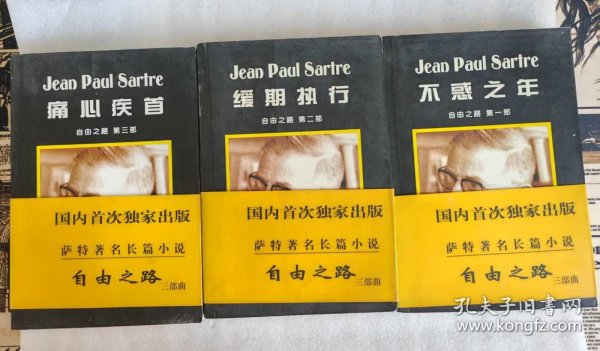 Jean Paul Sartre
痛心疾首
自由之路 第三部
国内首次独家出版
萨特著名长篇小说
自由之路 三部曲
Jean Paul Sartre
缓期执行
自由之路 第二部
国内首次独家出版
萨特著名长篇小说
自由之路 三部曲
Jean Paul Sartre
不惑之年
自由之路 第一部
国内首次独家出版
萨特著名长篇小说
自由之路 三部曲
孔夫子旧书网
www.kongfz.com